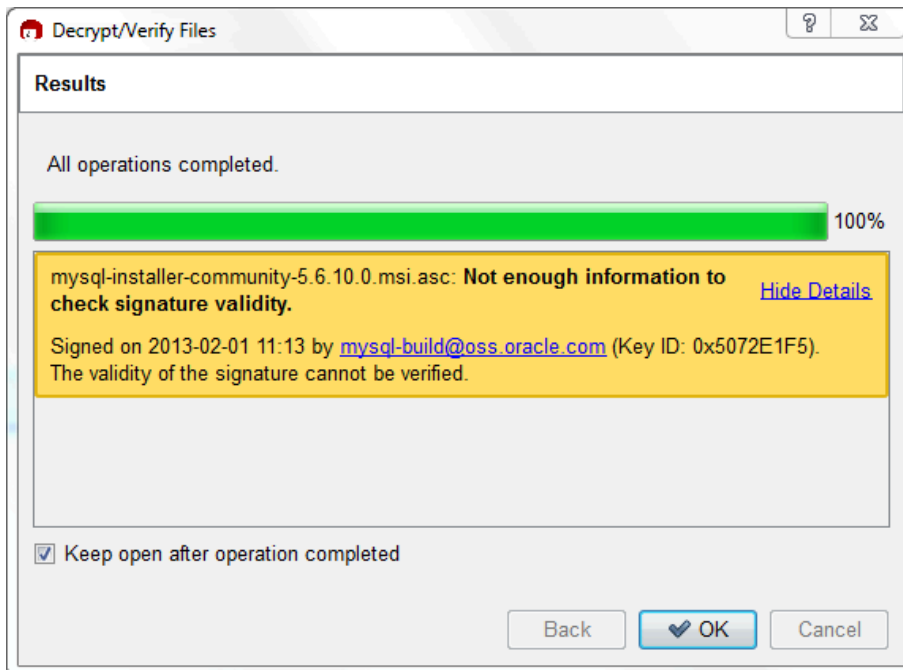 Decrypt/Verify Files
Results
All operations completed.
100%
mysql-installer-community-5.6.10.0.msi.asc: Not enough information to
check signature validity.
Hide Details
Signed on 2013-02-01 11:13 by mysql-build@oss.oracle.com (Key ID: 0x5072E1F5).
The validity of the signature cannot be verified.
Keep open after operation completed
Back
OK
Cancel